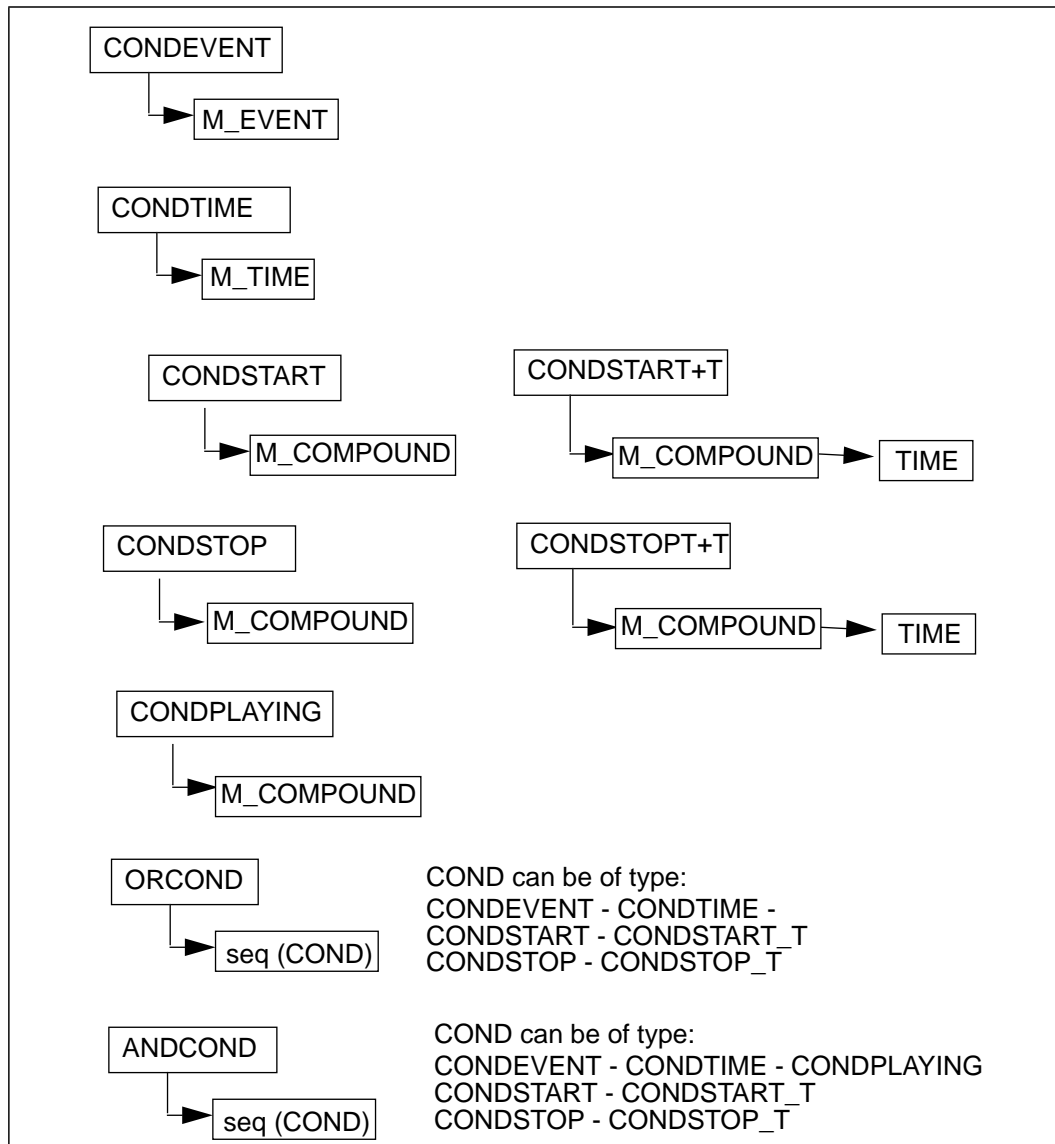 CONDEVENT
M_EVENT
CONDTIME
M_TIME
CONDSTART
M_COMPOUND
CONDSTART+T
M_COMPOUND
TIME
CONDSTOP
M_COMPOUND
CONDSTOPT+T
M_COMPOUND
TIME
CONDPLAYING
M_COMPOUND
ORCOND
seq (COND)
COND can be of type:
CONDEVENT - CONDTIME -
CONDSTART - CONDSTART_T
CONDSTOP - CONDSTOP_T
ANDCOND
seq (COND)
COND can be of type:
CONDEVENT - CONDTIME - CONDPLAYING
CONDSTART - CONDSTART_T
CONDSTOP - CONDSTOP_T